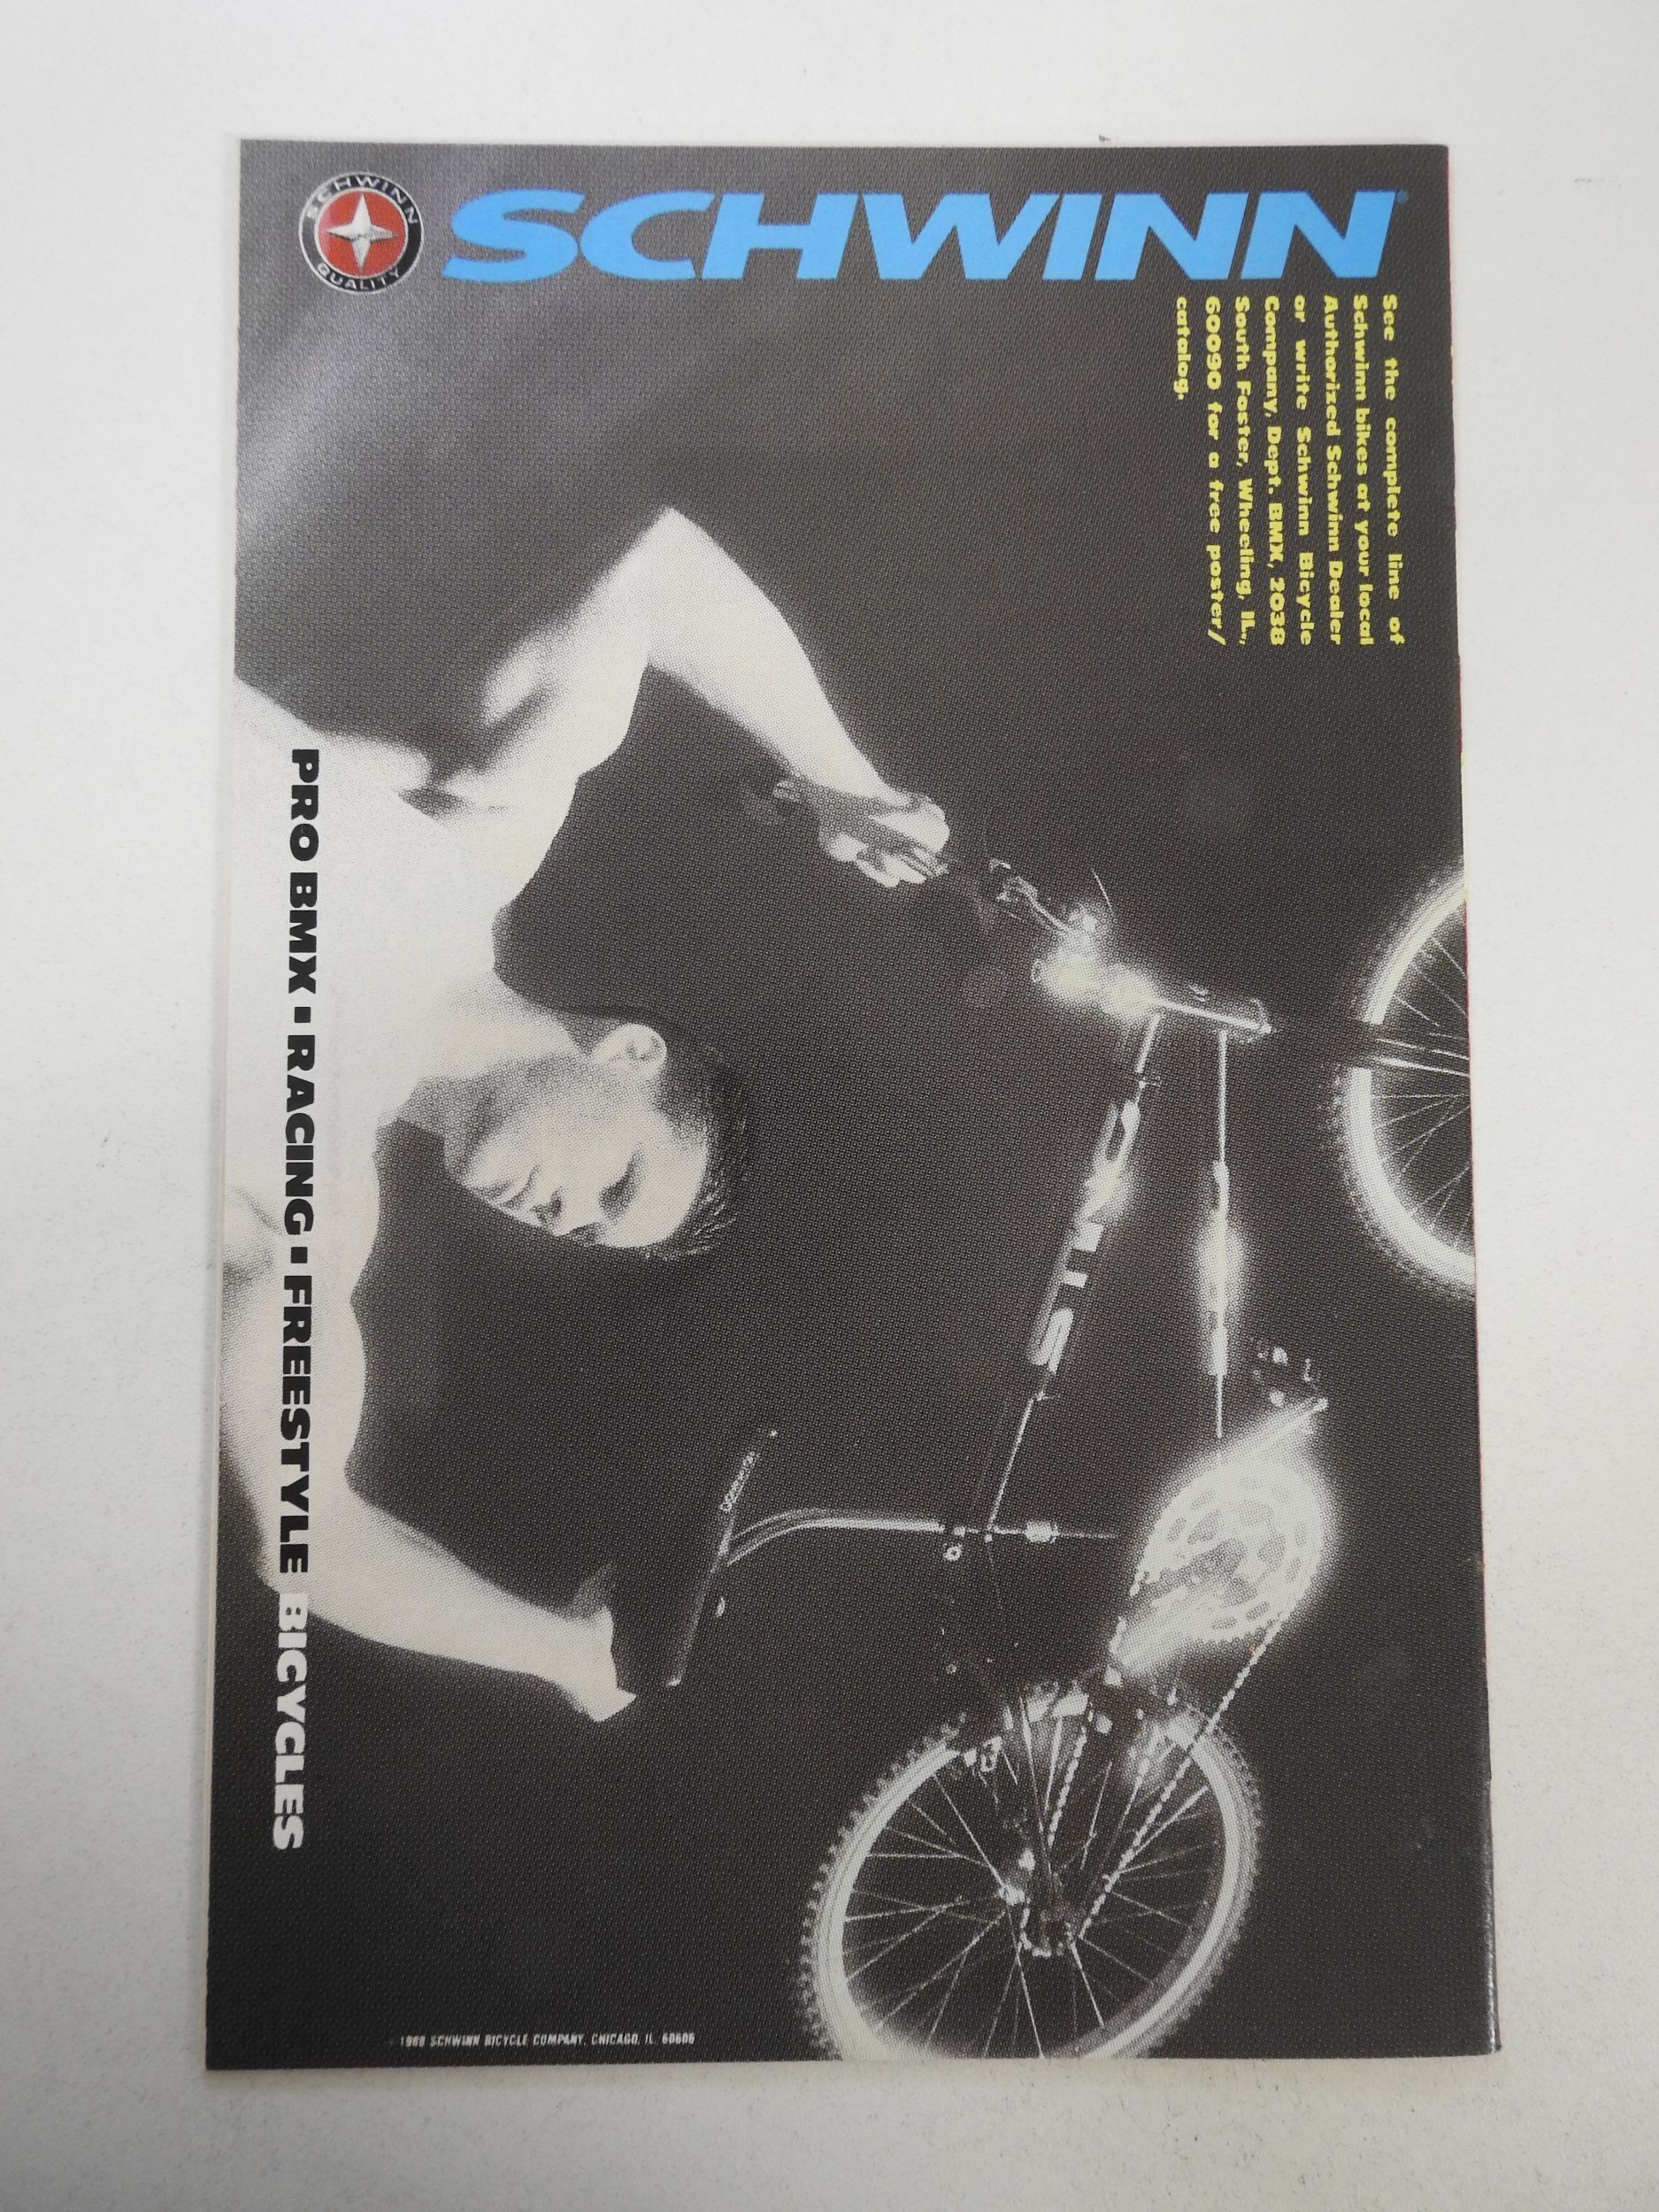 SCHWINN
QUALITY
SCHWINN®
See the complete line of
Schwinn bikes at your local
Authorized Schwinn Dealer
or write Schwinn Bicycle
Company, Dept. BMX, 2038
South Foster, Wheeling, IL,
60090 for a free poster/
catalog.
PRO BMX ▪ RACING ▪ FREESTYLE BICYCLES
SCHWINN BICYCLE COMPANY, CHICAGO, IL 60606